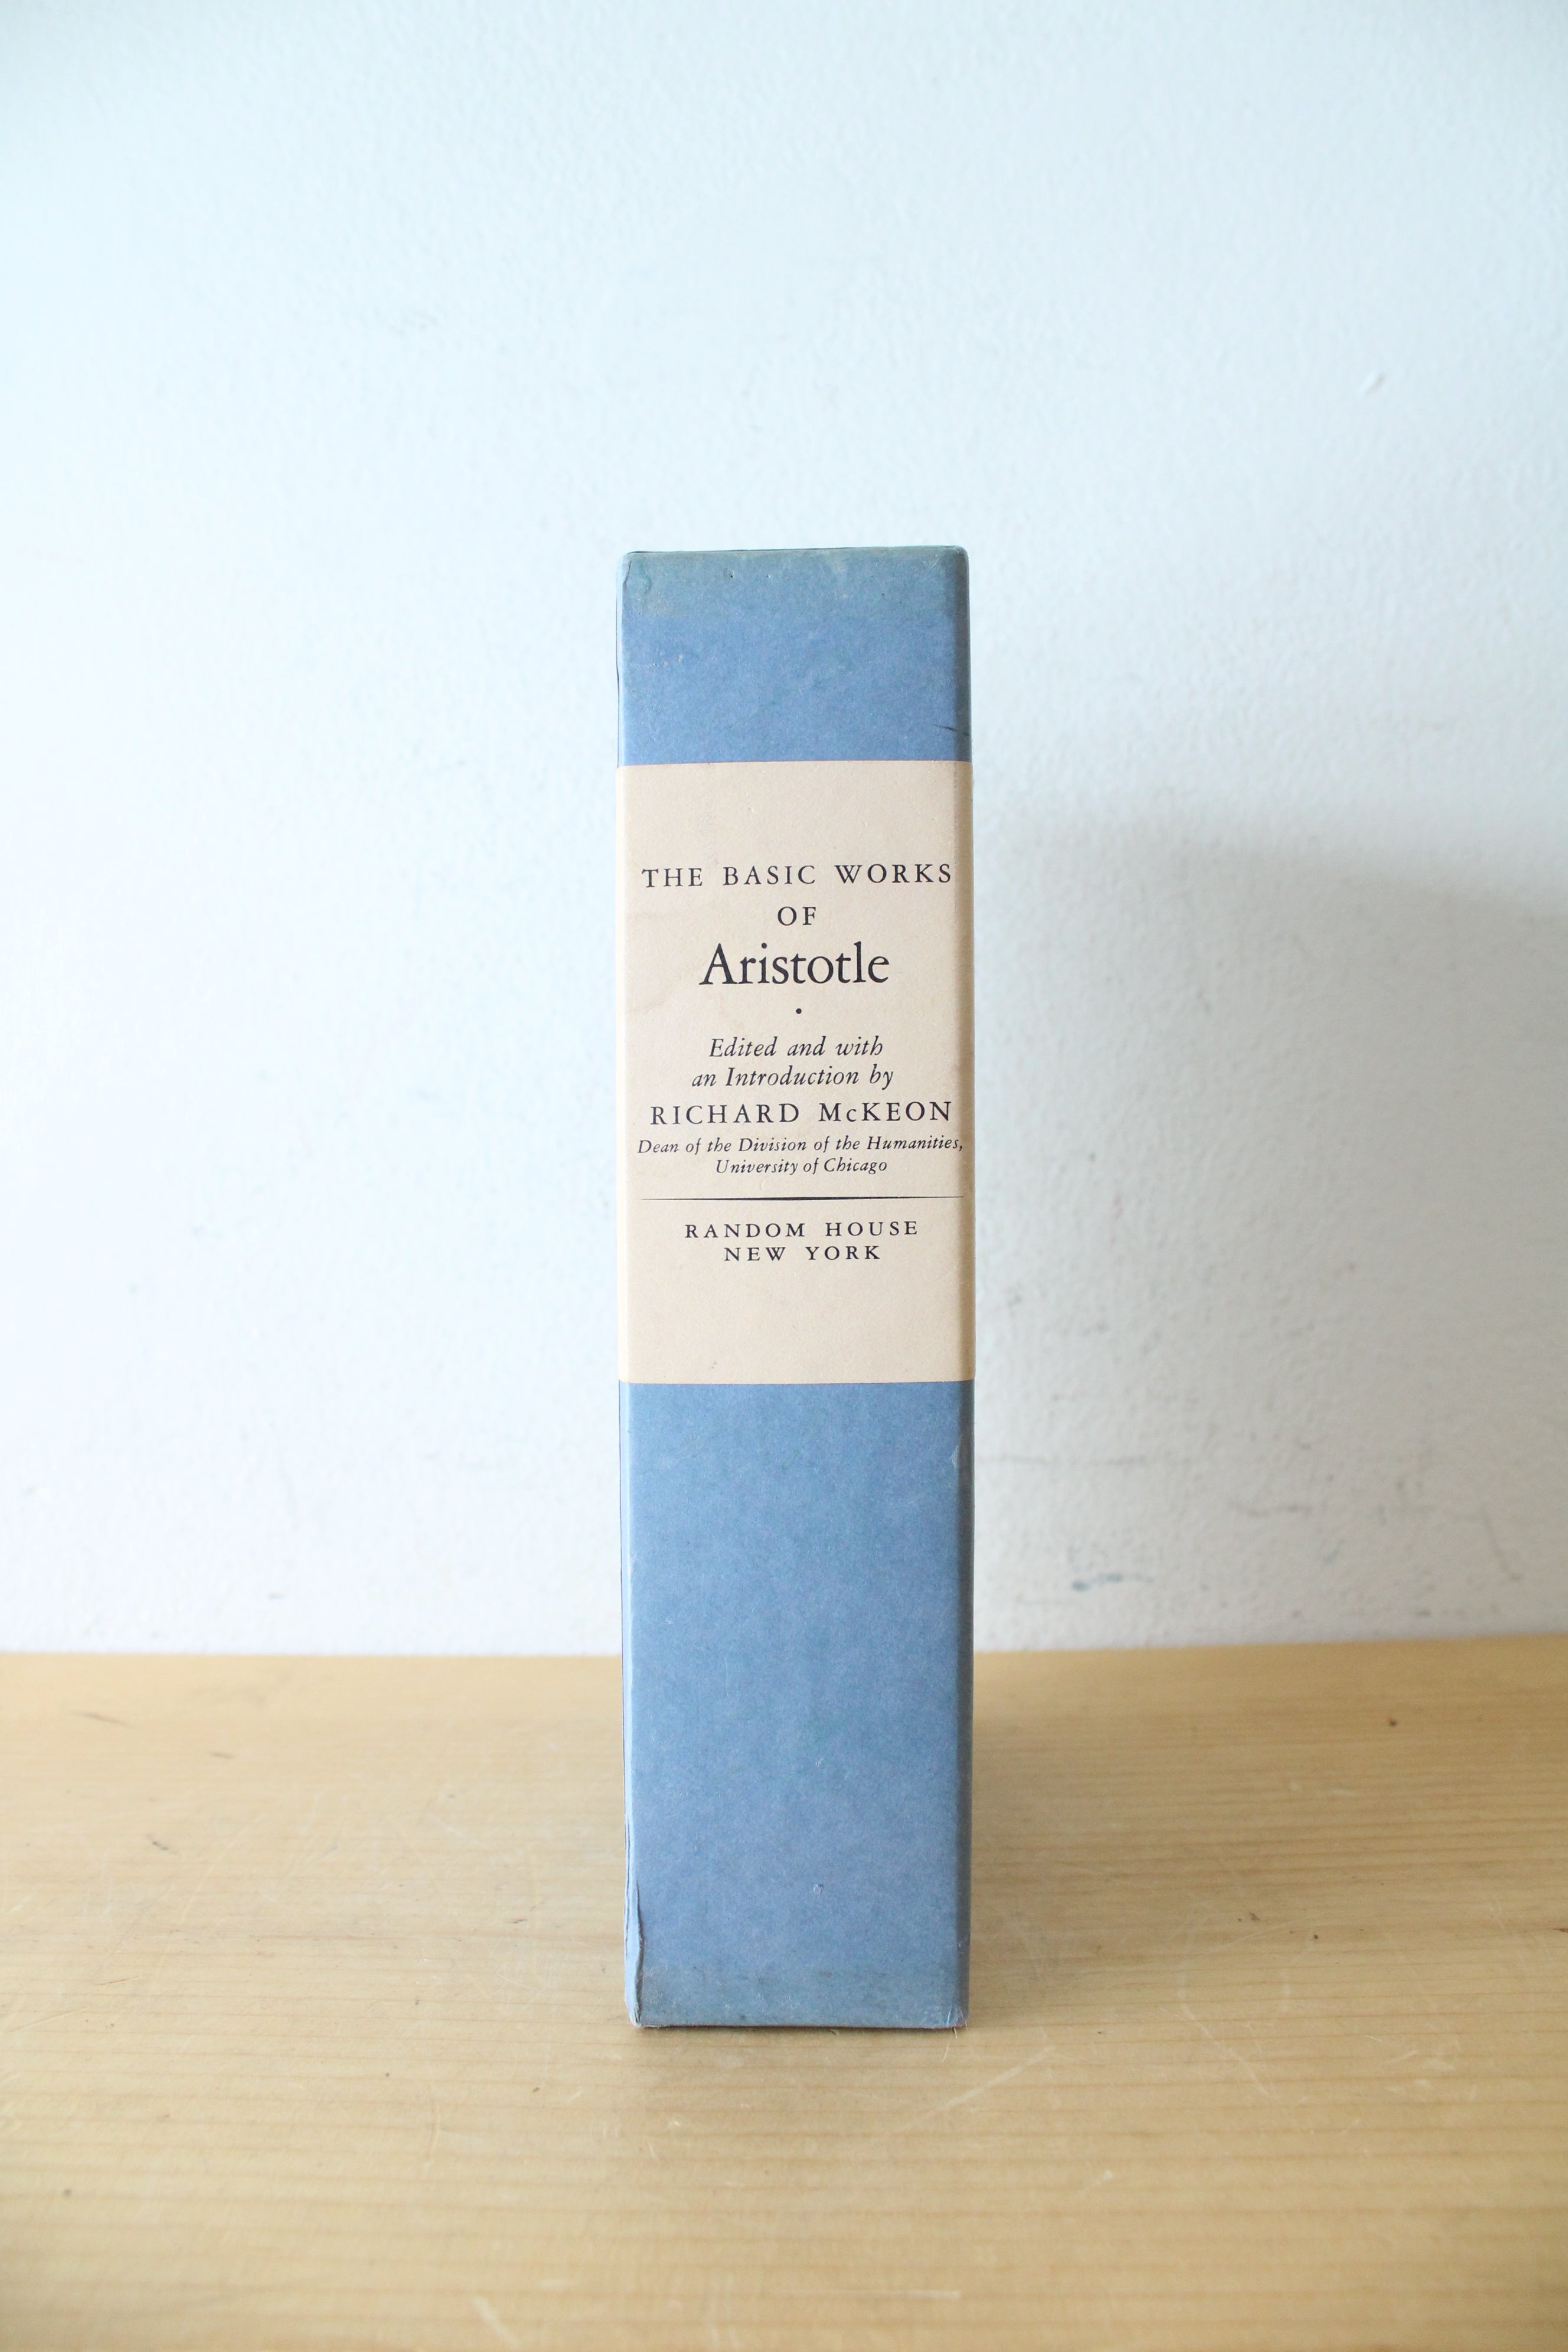 THE BASIC WORKS
OF
Aristotle
•
Edited and with
an Introduction by
RICHARD McKEON
Dean of the Division of the Humanities,
University of Chicago
RANDOM HOUSE
NEW YORK